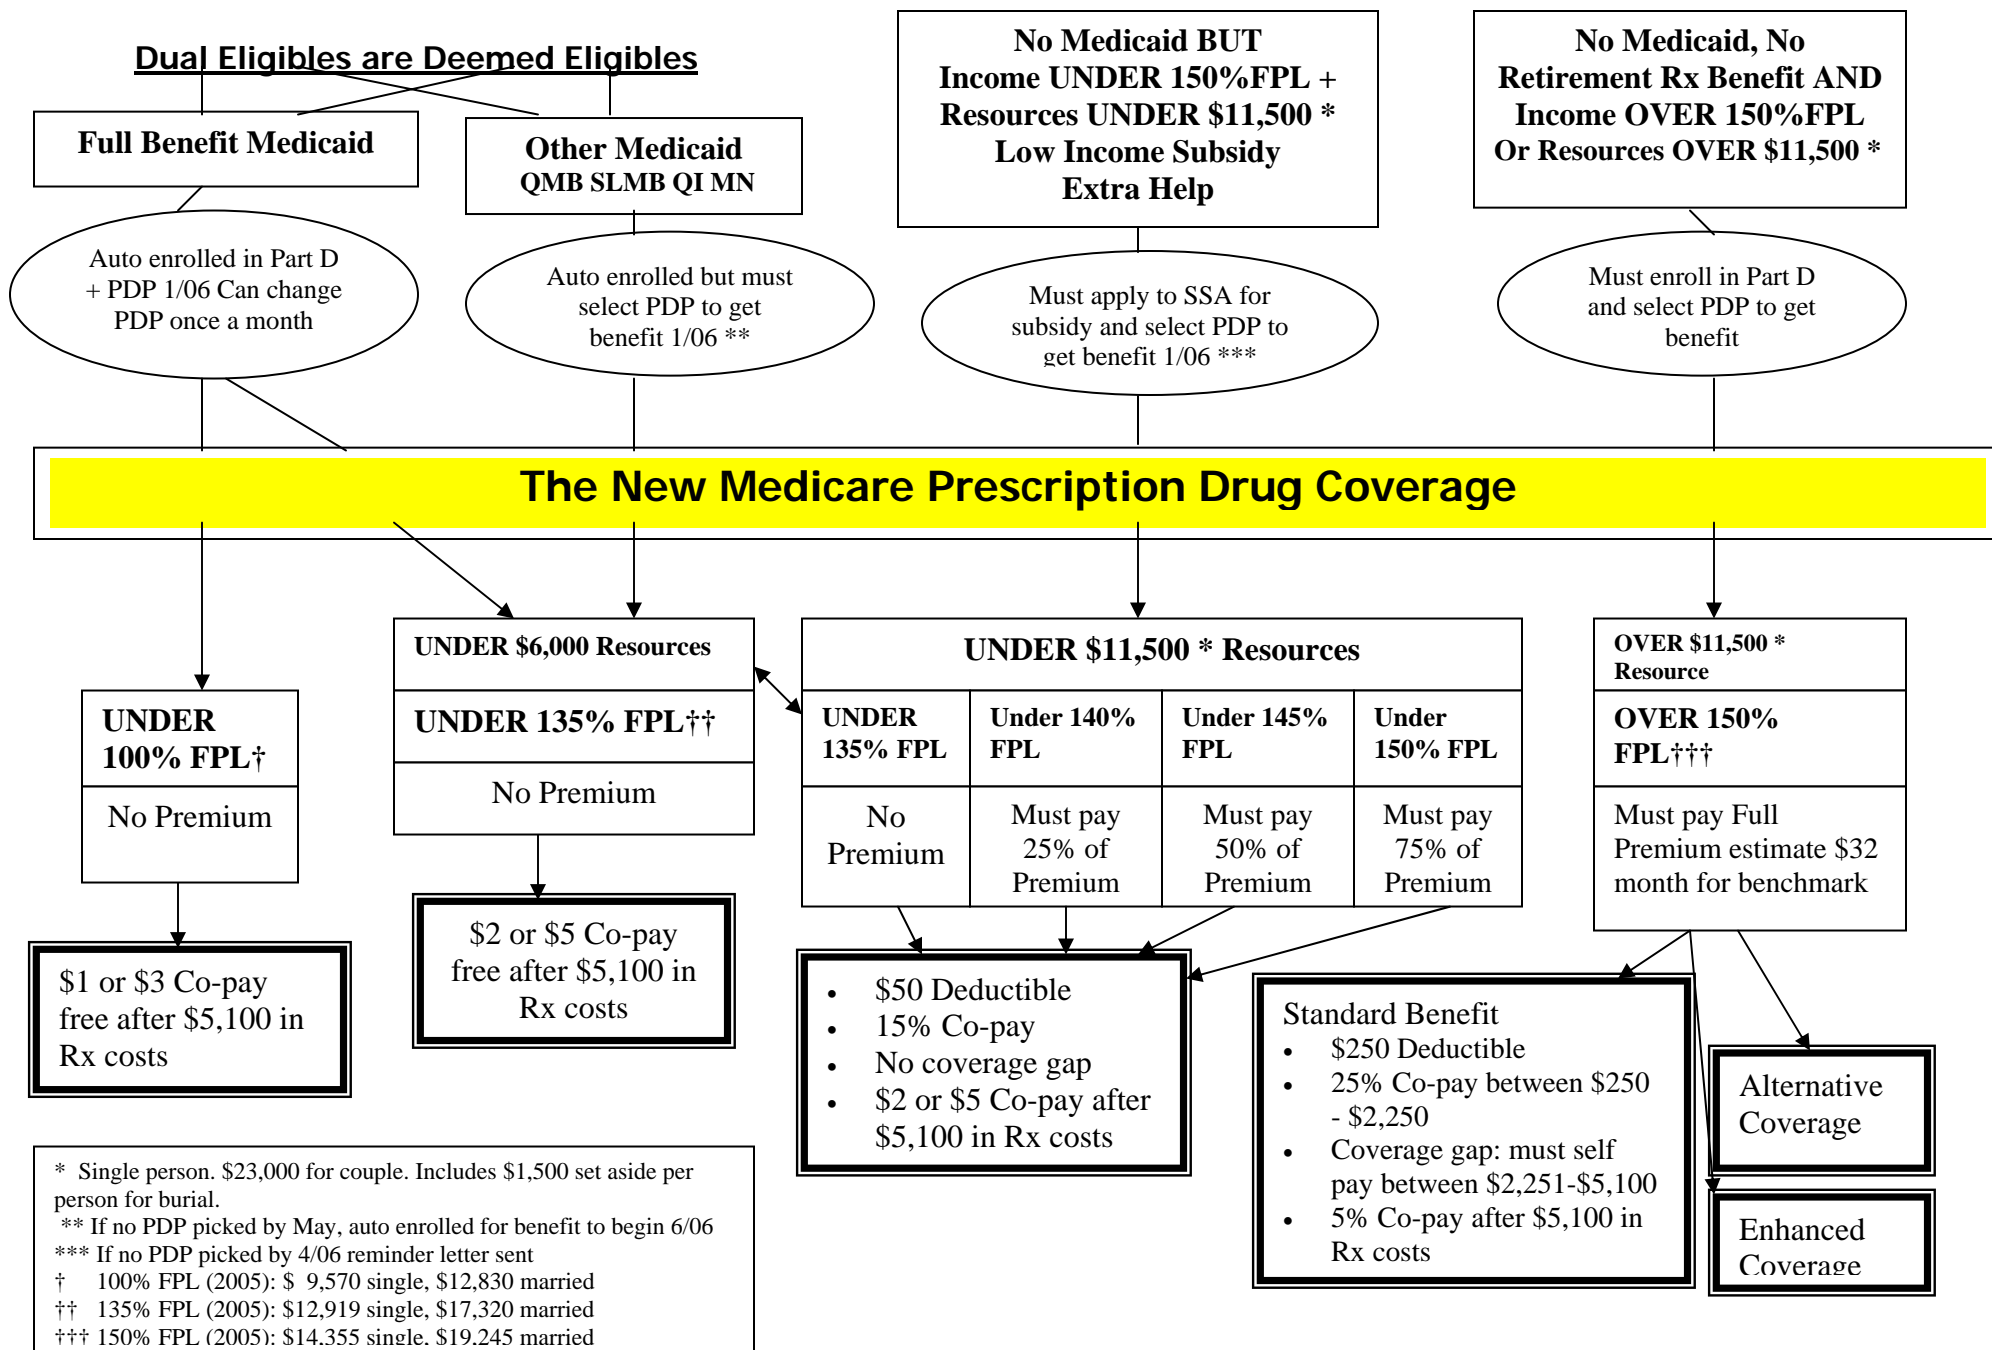 Dual Eligibles are Deemed Eligibles
Full Benefit Medicaid
Other Medicaid
QMB SLMB QI MN
No Medicaid BUT
Income UNDER 150%FPL +
Resources UNDER $11,500 *
Low Income Subsidy
Extra Help
No Medicaid, No
Retirement Rx Benefit AND
Income OVER 150%FPL
Or Resources OVER $11,500 *
Auto enrolled in Part D
+ PDP 1/06 Can change
PDP once a month
Auto enrolled but must
select PDP to get
benefit 1/06 **
Must apply to SSA for
subsidy and select PDP to
get benefit 1/06 ***
Must enroll in Part D
and select PDP to get
benefit
The New Medicare Prescription Drug Coverage
UNDER
100% FPL†
No Premium
UNDER $6,000 Resources
UNDER 135% FPL††
No Premium
UNDER $11,500 * Resources
UNDER
135% FPL
Under 140%
FPL
Under 145%
FPL
Under
150% FPL
No
Premium
Must pay
25% of
Premium
Must pay
50% of
Premium
Must pay
75% of
Premium
OVER $11,500 *
Resource
OVER 150%
FPL†††
Must pay Full
Premium estimate $32
month for benchmark
$1 or $3 Co-pay
free after $5,100 in
Rx costs
$2 or $5 Co-pay
free after $5,100 in
Rx costs
• $50 Deductible
• 15% Co-pay
• No coverage gap
• $2 or $5 Co-pay after
$5,100 in Rx costs
Standard Benefit
• $250 Deductible
• 25% Co-pay between $250
- $2,250
• Coverage gap: must self
pay between $2,251-$5,100
• 5% Co-pay after $5,100 in
Rx costs
Alternative
Coverage
Enhanced
Coverage
* Single person. $23,000 for couple. Includes $1,500 set aside per
person for burial.
** If no PDP picked by May, auto enrolled for benefit to begin 6/06
*** If no PDP picked by 4/06 reminder letter sent
† 100% FPL (2005): $ 9,570 single, $12,830 married
†† 135% FPL (2005): $12,919 single, $17,320 married
††† 150% FPL (2005): $14,355 single, $19,245 married